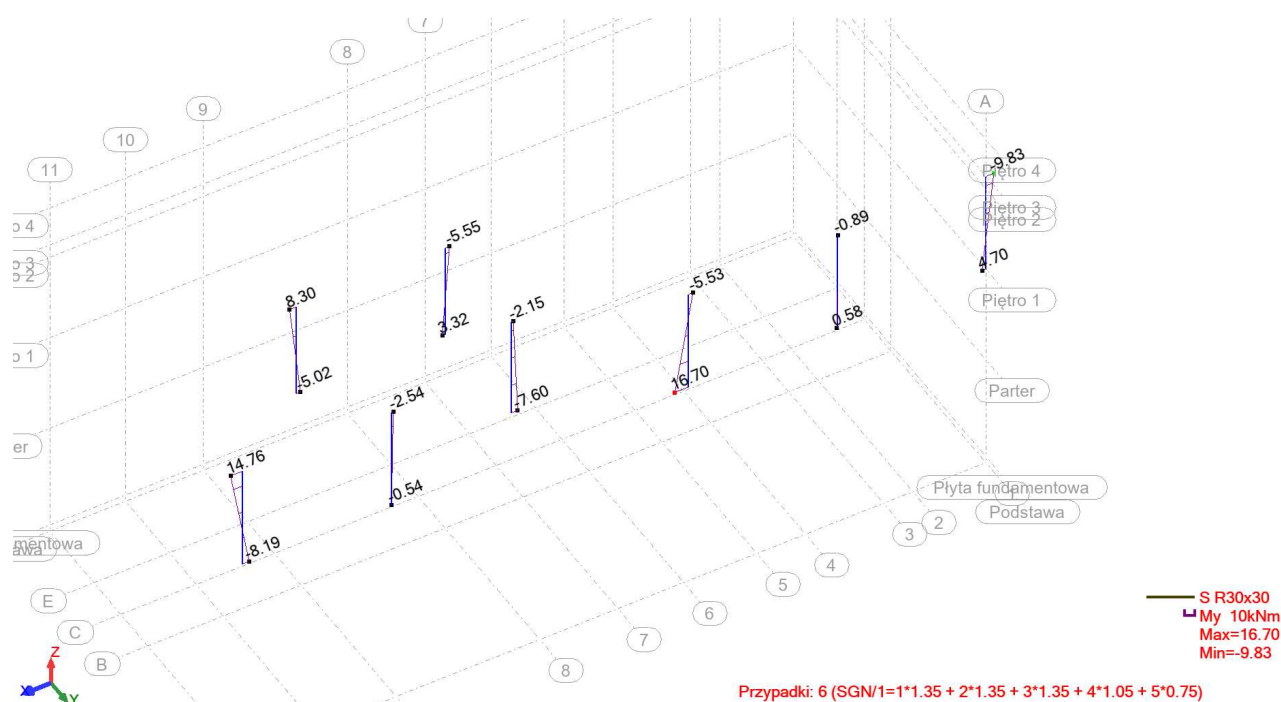 7
8
9
10
11
A
-9.83
Piętro 4
Piętro 3
Piętro 2
4.70
Piętro 1
o 4
o 3
o 2
o 1
-5.55
-0.89
8.30
3.32
-2.15
-5.53
0.58
-5.02
-2.54
-7.60
16.70
Parter
er
14.76
-0.54
-8.19
Płyta fundamentowa
Podstawa
mentowa
awa
2
3
4
5
6
7
8
E
C
B
Z
X
Y
S R30x30
My 10kNm
Max=16.70
Min=-9.83
Przypadki: 6 (SGN/1=1*1.35 + 2*1.35 + 3*1.35 + 4*1.05 + 5*0.75)